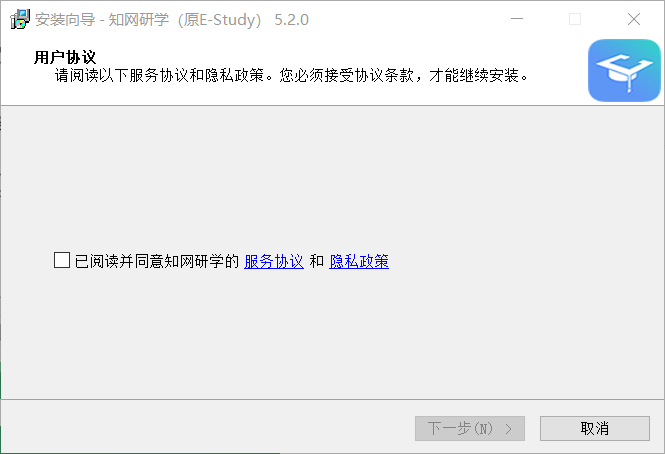 安装向导 - 知网研学（原E-Study） 5.2.0
用户协议
请阅读以下服务协议和隐私政策。您必须接受协议条款，才能继续安装。
已阅读并同意知网研学的 服务协议 和 隐私政策
下一步(N) >
取消